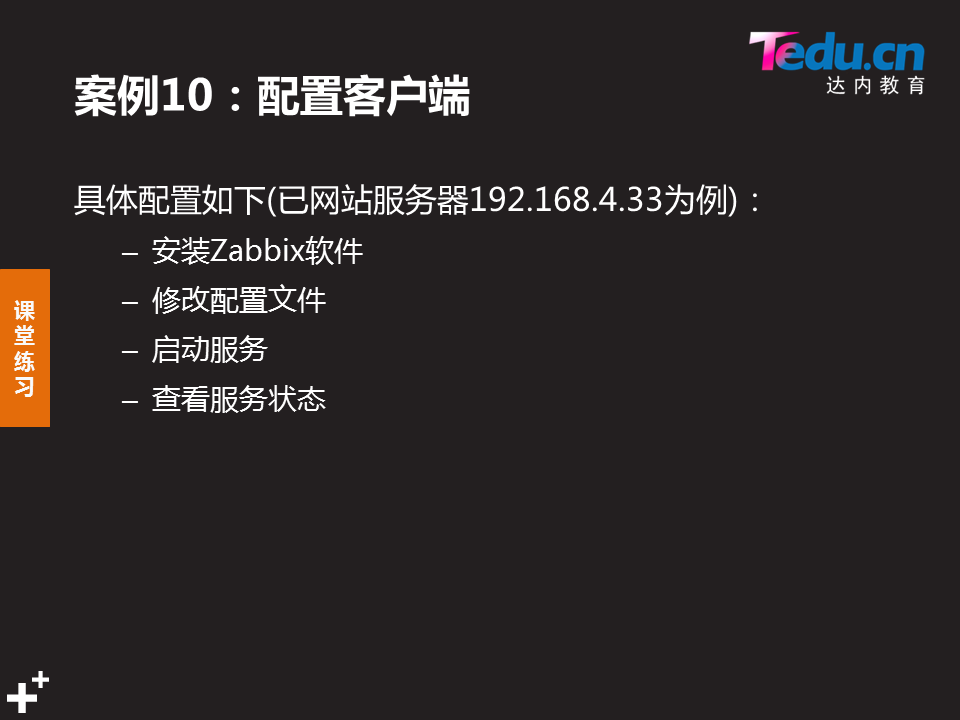 Tedu.cn
达内教育
案例10：配置客户端
具体配置如下(已网站服务器192.168.4.33为例)：
– 安装Zabbix软件
– 修改配置文件
– 启动服务
– 查看服务状态
课
堂
练
习